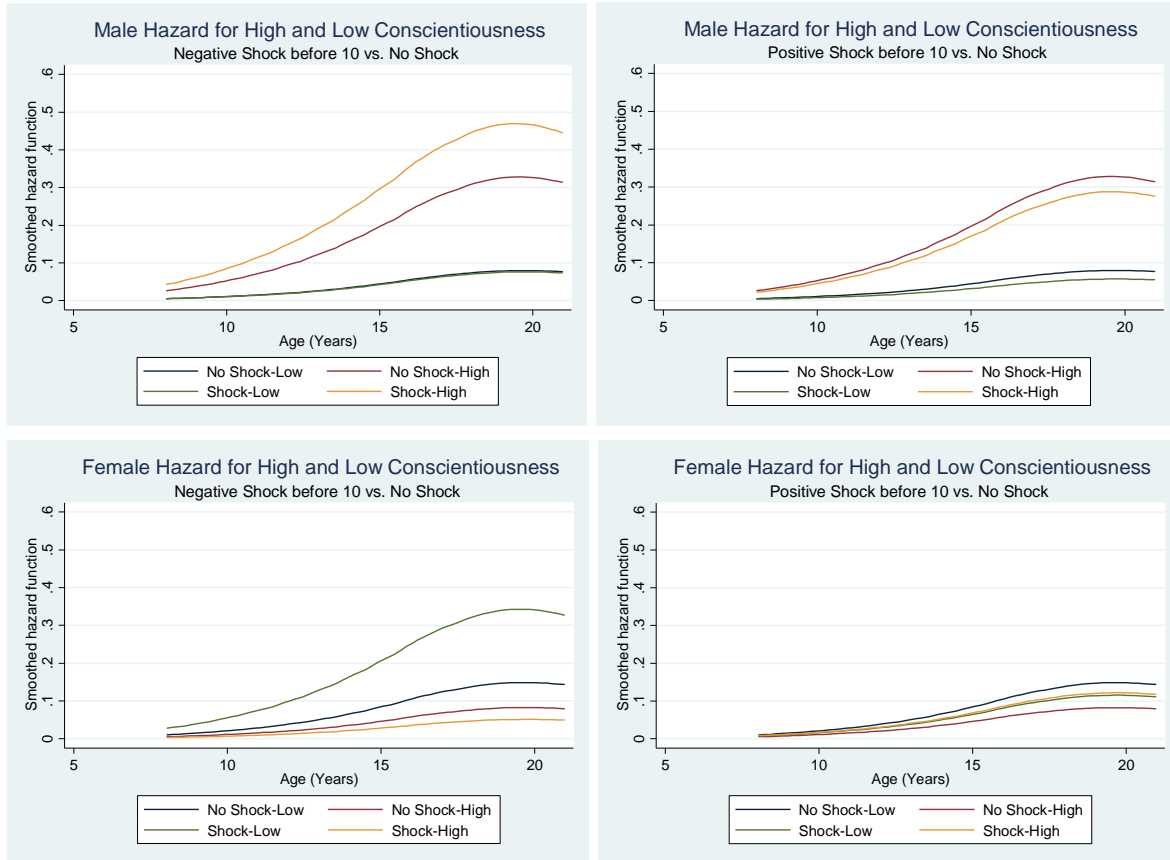 Male Hazard for High and Low Conscientiousness
Negative Shock before 10 vs. No Shock
Smoothed hazard function
.6
.5
.4
.3
.2
.1
0
5 10 15 20
Age (Years)
No Shock-Low No Shock-High
Shock-Low Shock-High
Male Hazard for High and Low Conscientiousness
Positive Shock before 10 vs. No Shock
Smoothed hazard function
.6
.5
.4
.3
.2
.1
0
5 10 15 20
Age (Years)
No Shock-Low No Shock-High
Shock-Low Shock-High
Female Hazard for High and Low Conscientiousness
Negative Shock before 10 vs. No Shock
Smoothed hazard function
.6
.5
.4
.3
.2
.1
0
5 10 15 20
Age (Years)
No Shock-Low No Shock-High
Shock-Low Shock-High
Female Hazard for High and Low Conscientiousness
Positive Shock before 10 vs. No Shock
Smoothed hazard function
.6
.5
.4
.3
.2
.1
0
5 10 15 20
Age (Years)
No Shock-Low No Shock-High
Shock-Low Shock-High